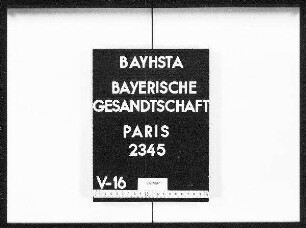 BAYHSTA
BAYERISCHE
GESANDTSCHAFT
PARIS
2345
V-16